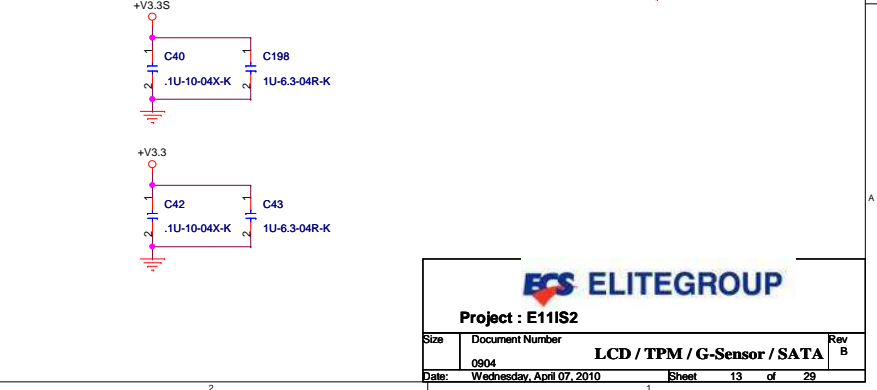 +V3.3S
1 C40 1 C198
2 .1U-10-04X-K 2 1U-6.3-04R-K
+V3.3
1 C42 1 C43
2 .1U-10-04X-K 2 1U-6.3-04R-K
A
ECS ELITEGROUP
Project : E11IS2
Size Document Number Rev
0904 LCD / TPM / G-Sensor / SATA B
Date: Wednesday, April 07, 2010 Sheet 13 of 29
2 1